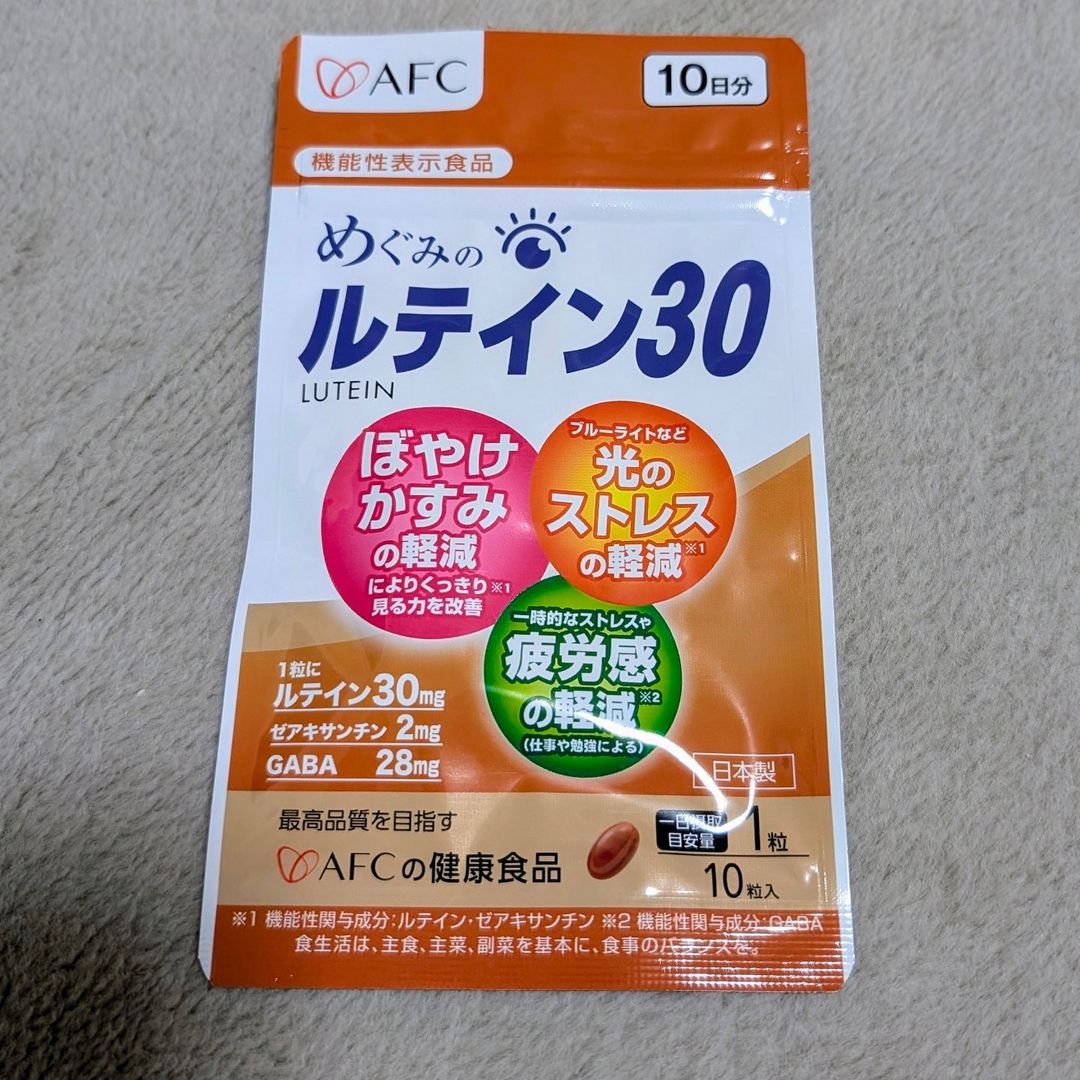 AFC
10日分
機能性表示食品
めぐみの
ルテイン30
LUTEIN
ぼやけ
かすみ
の軽減
によりくっきり※1
見る力を改善
ブルーライトなど
光の
ストレス
の軽減※1
一時的なストレスや
疲労感
の軽減※2
(仕事や勉強による)
1粒に
ルテイン30mg
ゼアキサンチン 2mg
GABA 28mg
日本製
最高品質を目指す
AFCの健康食品
一日摂取
目安量
1粒
10粒入
※1 機能性関与成分:ルテイン・ゼアキサンチン ※2 機能性関与成分:GABA
食生活は、主食、主菜、副菜を基本に、食事のバランスを。